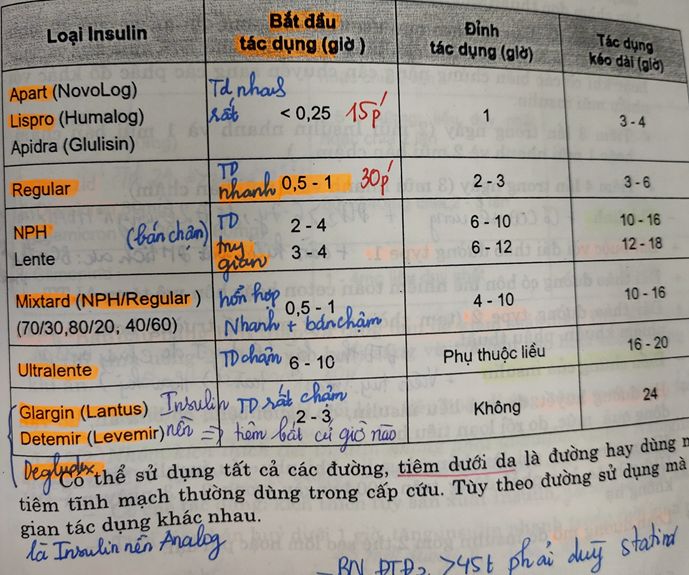 Loại Insulin Bắt đầu tác dụng (giờ ) Đỉnh tác dụng (giờ) Tác dụng kéo dài (giờ)
Apart (NovoLog) Td nhanh
Lispro (Humalog) rất < 0,25 15p' 1 3 - 4
Apidra (Glulisin)
Regular TD nhanh 0,5 - 1 30p' 2 - 3 3 - 6
NPH (bán chậm) TD 2 - 4 6 - 10 10 - 16
Lente trung gian 3 - 4 6 - 12 12 - 18
Mixtard (NPH/Regular ) hỗn hợp 0,5 - 1 4 - 10 10 - 16
(70/30,80/20, 40/60) Nhanh + bán chậm
Ultralente TD chậm 6 - 10 Phụ thuộc liều 16 - 20
Glargin (Lantus) Insulin TD rất chậm 2 - 3 Không 24
Detemir (Levemir) nền => tiêm bất cứ giờ nào
Có thể sử dụng tất cả các đường, tiêm dưới da là đường hay dùng n
tiêm tĩnh mạch thường dùng trong cấp cứu. Tùy theo đường sử dụng mà
gian tác dụng khác nhau.
là Insulin nền Analog
- BN ĐTĐ2 >45t phải statin